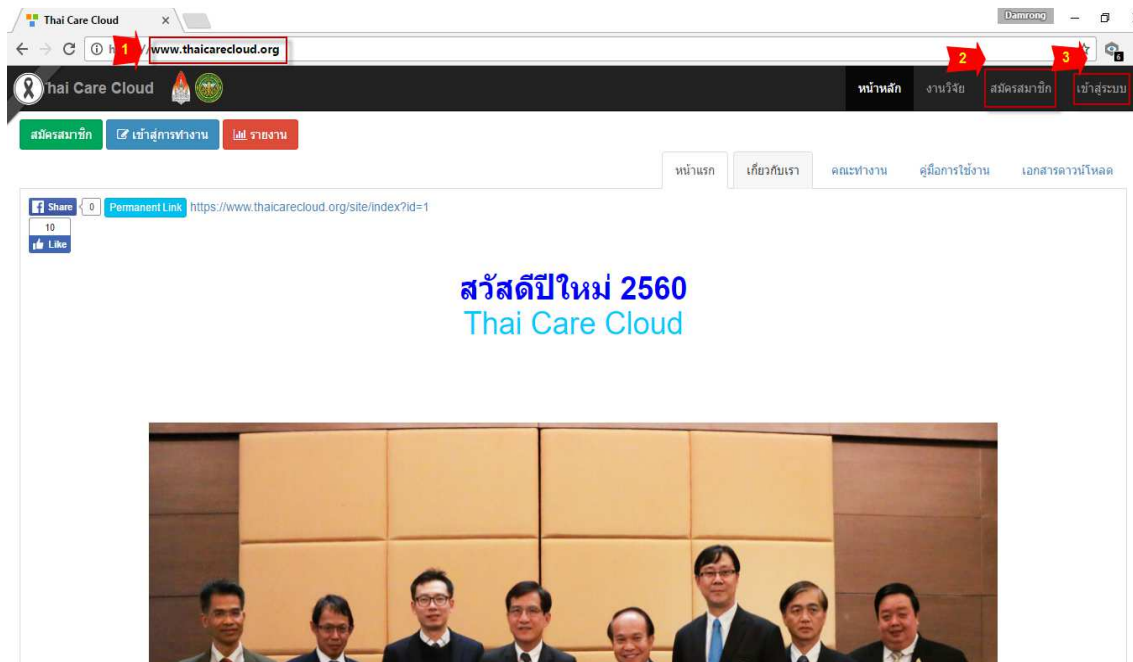 Thai Care Cloud
Damrong
1
www.thaicarecloud.org
2
3
6
hai Care Cloud
หน้าหลัก
งานวิจัย
สมัครสมาชิก
เข้าสู่ระบบ
สมัครสมาชิก
เข้าสู่การทำงาน
รายงาน
หน้าแรก
เกี่ยวกับเรา
คณะทำงาน
คู่มือการใช้งาน
เอกสารดาวน์โหลด
Share
0
Permanent Link
https://www.thaicarecloud.org/site/index?id=1
10
Like
สวัสดีปีใหม่ 2560
Thai Care Cloud